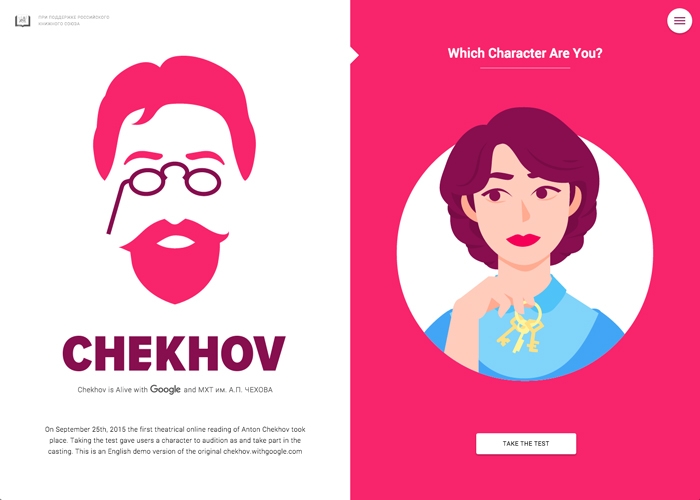 ПРИ ПОДДЕРЖКЕ РОССИЙСКОГО
КНИЖНОГО СОЮЗА
Which Character Are You?
CHEKHOV
Chekhov is Alive with Google and МХТ им. А.П. ЧЕХОВА
On September 25th, 2015 the first theatrical online reading of Anton Chekhov took
place. Taking the test gave users a character to audition as and take part in the
casting. This is an English demo version of the original chekhov.withgoogle.com
TAKE THE TEST